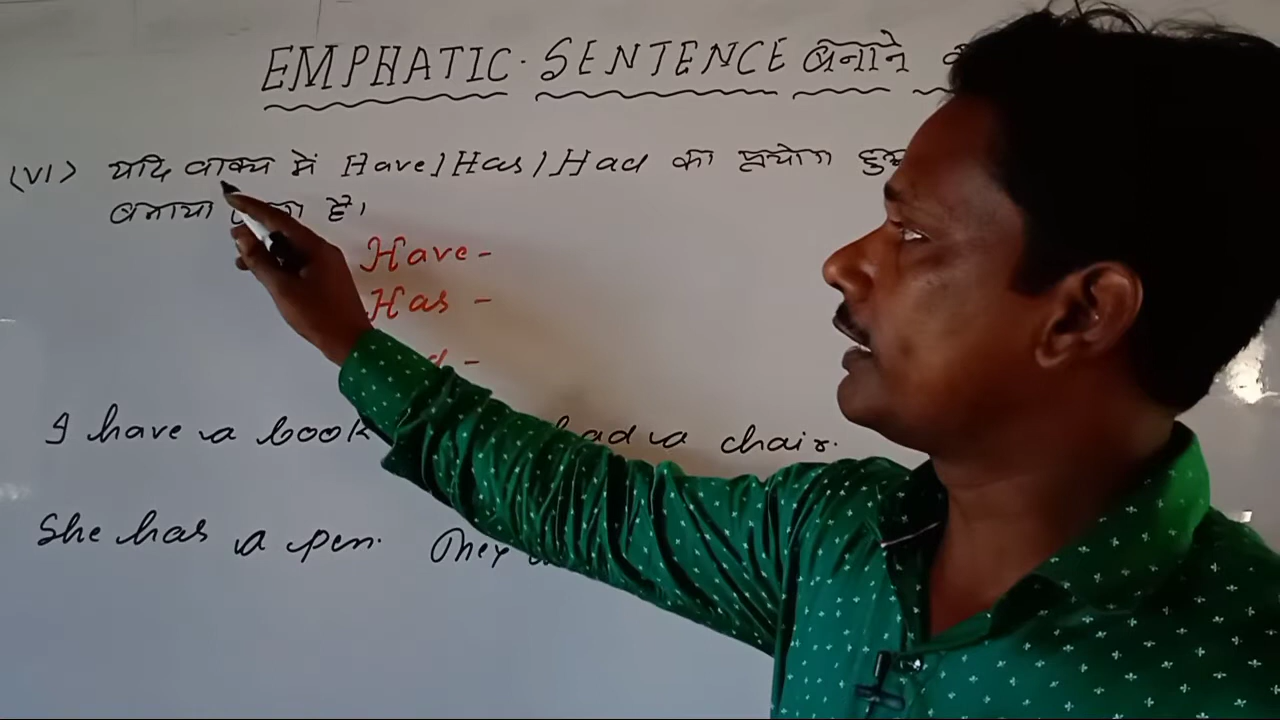 EMPHATIC. SENTENCE बनाने
(VI) यदि वाक्य में Have/Has/Had का प्रयोग
बनाया है।
Have-
Has -
-
I have a book had a chair.
She has a pen. They